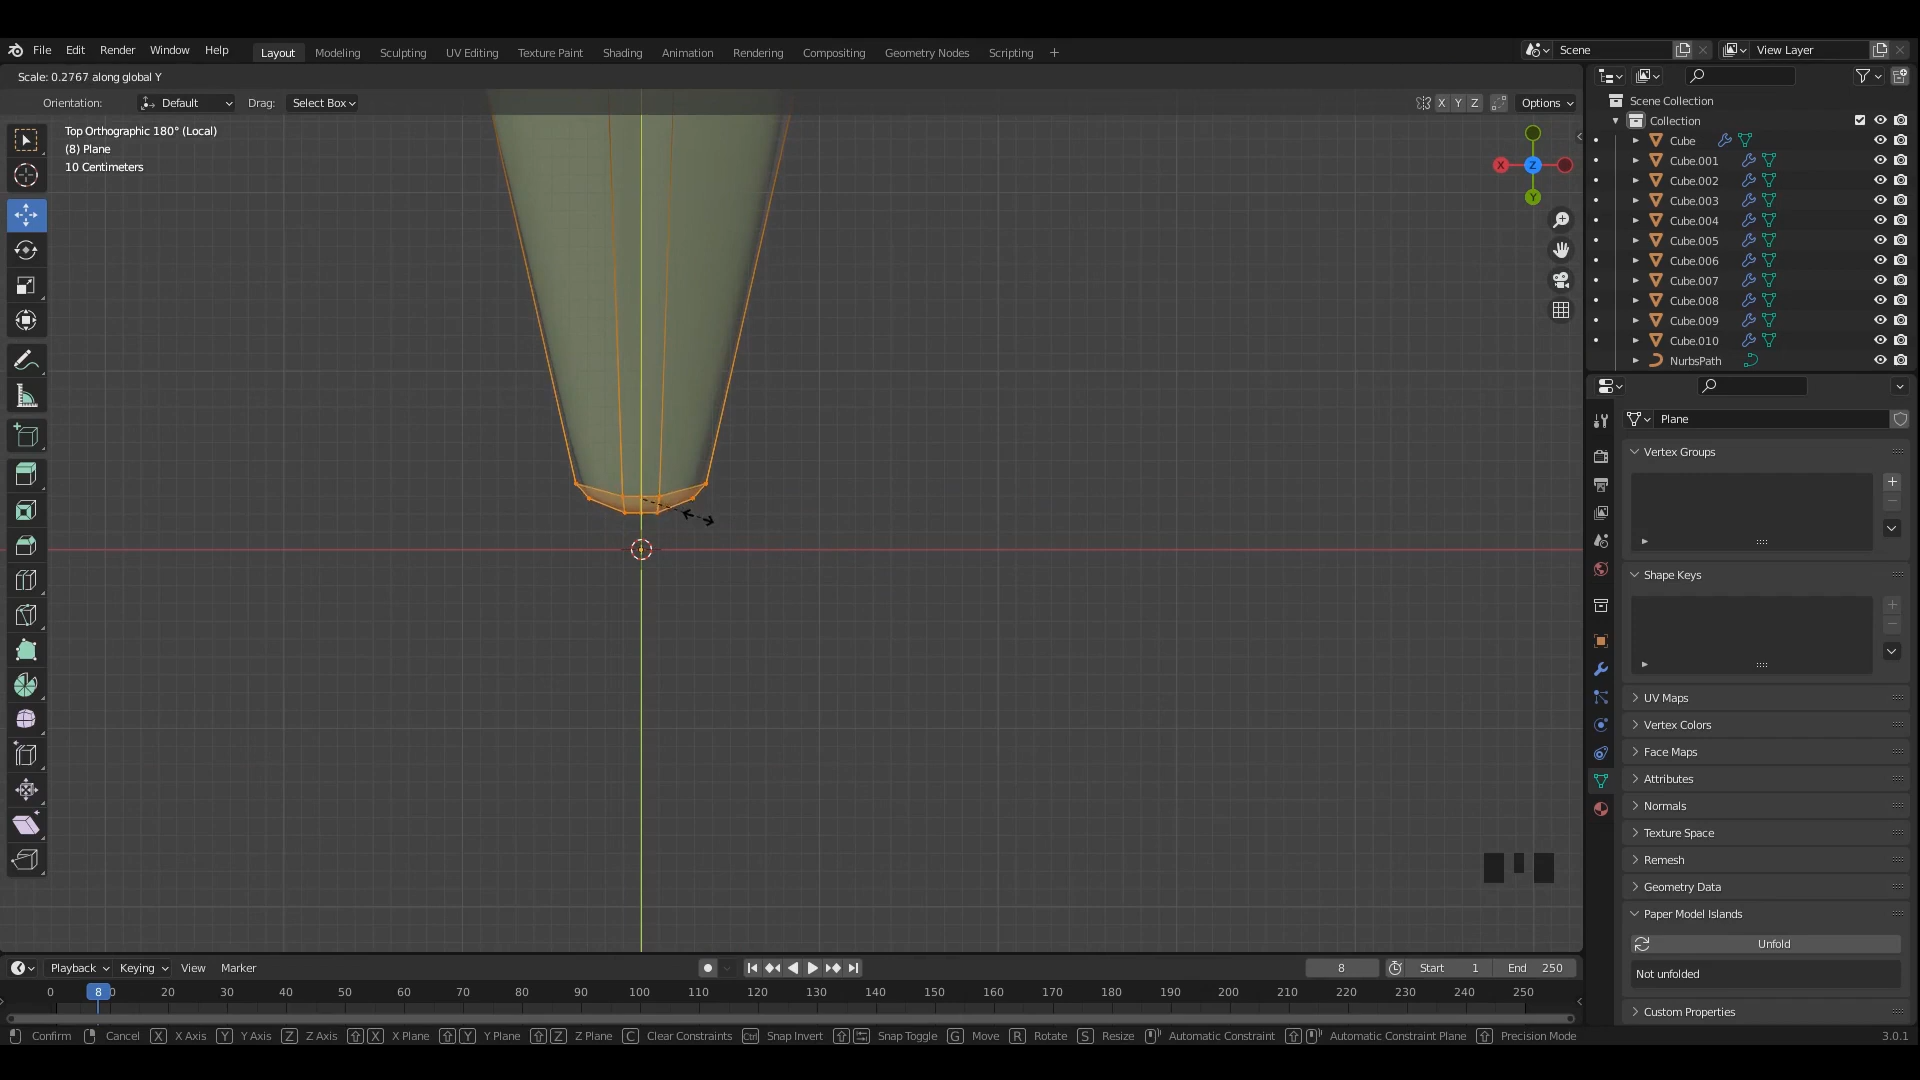 File Edit Render Window Help Layout Modeling Sculpting UV Editing Texture Paint Shading Animation Rendering Compositing Geometry Nodes Scripting + Scene View Layer
Scale: 0.2767 along global Y
Orientation: Default Drag: Select Box X Y Z Options
Top Orthographic 180° (Local)
(8) Plane
10 Centimeters
X Z Y
Scene Collection
Collection
Cube
Cube.001
Cube.002
Cube.003
Cube.004
Cube.005
Cube.006
Cube.007
Cube.008
Cube.009
Cube.010
NurbsPath
Plane
Vertex Groups
Shape Keys
UV Maps
Vertex Colors
Face Maps
Attributes
Normals
Texture Space
Remesh
Geometry Data
Paper Model Islands
Unfold
Not unfolded
Custom Properties
Playback Keying View Marker 8 Start 1 End 250
0 8 0 20 30 40 50 60 70 80 90 100 110 120 130 140 150 160 170 180 190 200 210 220 230 240 250
Confirm Cancel X X Axis Y Y Axis Z Z Axis X X Plane Y Y Plane Z Z Plane C Clear Constraints Ctrl Snap Invert Snap Toggle G Move R Rotate S Resize Automatic Constraint Automatic Constraint Plane Precision Mode 3.0.1